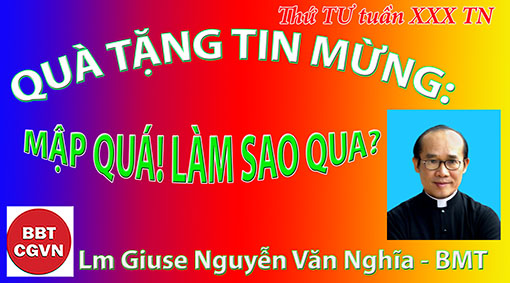 Thứ TƯ tuần XXX TN
QUÀ TẶNG TIN MỪNG:
MẬP QUÁ! LÀM SAO QUA?
BBT
CGVN
Lm Giuse Nguyễn Văn Nghĩa - BMT